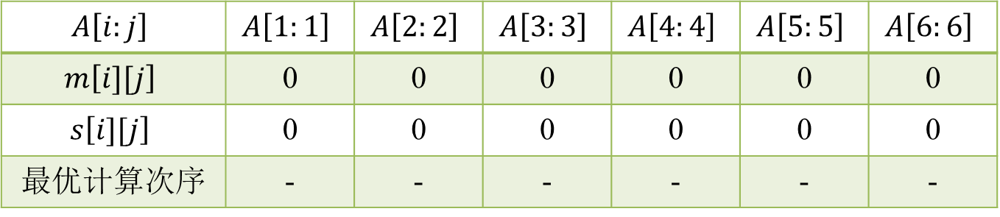 A[i: j] A[1: 1] A[2: 2] A[3: 3] A[4: 4] A[5: 5] A[6: 6]
m[i][j] 0 0 0 0 0 0
s[i][j] 0 0 0 0 0 0
最优计算次序 - - - - - -